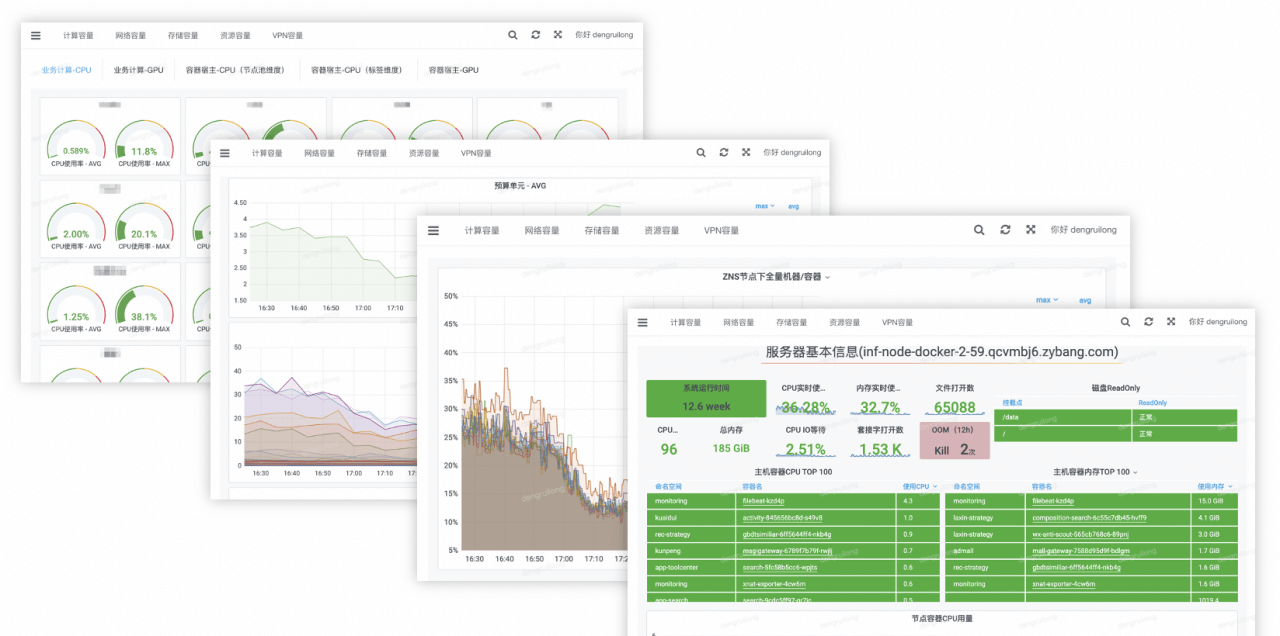 计算容量 网络容量 存储容量 资源容量 VPN容量 你好 dengruilong
业务计算-CPU 业务计算-GPU 容器宿主-CPU（节点池维度） 容器宿主-CPU（标签维度） 容器宿主-GPU
0.589% 11.8%
CPU使用率 - AVG CPU使用率 - MAX
2.00% 20.1%
CPU使用率 - AVG CPU使用率 - MAX
1.25% 38.1%
CPU使用率 - AVG CPU使用率 - MAX
计算容量 网络容量 存储容量 资源容量 VPN容量 你好 dengruilong
预算单元 - AVG
max avg
4.50
4
3.50
3
2.50
2
1.50
16:30 16:40 16:50 17:00 17:10
50
40
30
20
10
0
16:30 16:40 16:50 17:00 17:10
计算容量 网络容量 存储容量 资源容量 VPN容量 你好 dengruilong
ZNS节点下全量机器/容器
max avg
50%
45%
40%
35%
30%
25%
20%
15%
10%
5%
16:30 16:40 16:50 17:00 17:10 17:2
计算容量 网络容量 存储容量 资源容量 VPN容量 你好 dengruilong
服务器基本信息(inf-node-docker-2-59.qcvmbj6.zybang.com)
系统运行时间 CPU实时使... 内存实时使... 文件打开数 磁盘ReadOnly
12.6 week 36.28% 32.7% 65088
挂载点 ReadOnly
/data 正常
/ 正常
CPU... 总内存 CPU IO等待 套接字打开数 OOM（12h）
96 185 GiB 2.51% 1.53 K Kill 2次
主机容器CPU TOP 100 主机容器内存TOP 100
命名空间 容器名 使用CPU 命名空间 容器名 使用内存
monitoring filebeat-kzd4p 4.3 monitoring filebeat-kzd4p 15.0 GiB
kuaidui activity-845656bc8d-s49v8 1.0 laxin-strategy composition-search-6c55c7db45-hvff9 4.1 GiB
rec-strategy gbdtsimiliar-6ff5644ff4-nkb4g 0.9 laxin-strategy wx-anti-scout-565cb768c6-89pnj 3.0 GiB
kunpeng msg-gateway-6789f7b79f-rwjlj 0.7 admall mall-gateway-7588d95d9f-bdlgm 1.7 GiB
app-toolcenter search-5fc58b5cc6-wpjts 0.6 rec-strategy gbdtsimiliar-6ff5644ff4-nkb4g 1.6 GiB
monitoring xnat-exporter-4cw6m 0.6 monitoring xnat-exporter-4cw6m 1.6 GiB
app-search 0.5 1019.4
节点容器CPU用量